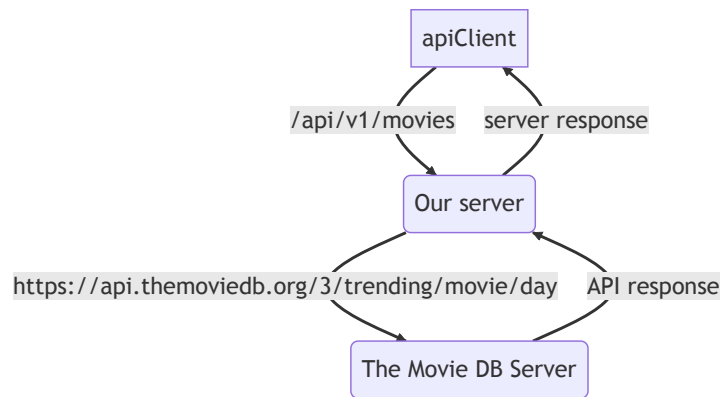 apiClient
/api/v1/movies
server response
Our server
https://api.themoviedb.org/3/trending/movie/day
API response
The Movie DB Server